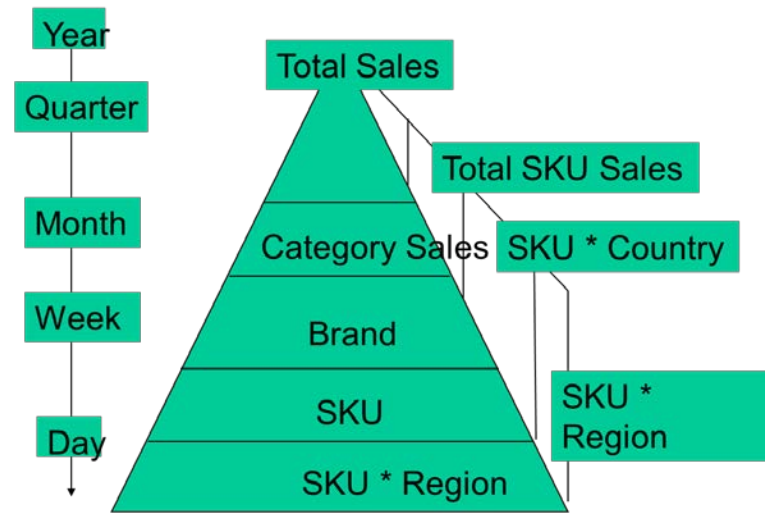 Year
Quarter
Month
Week
Day
Total Sales
Category Sales
Brand
SKU
SKU * Region
Total SKU Sales
SKU * Country
SKU *
Region